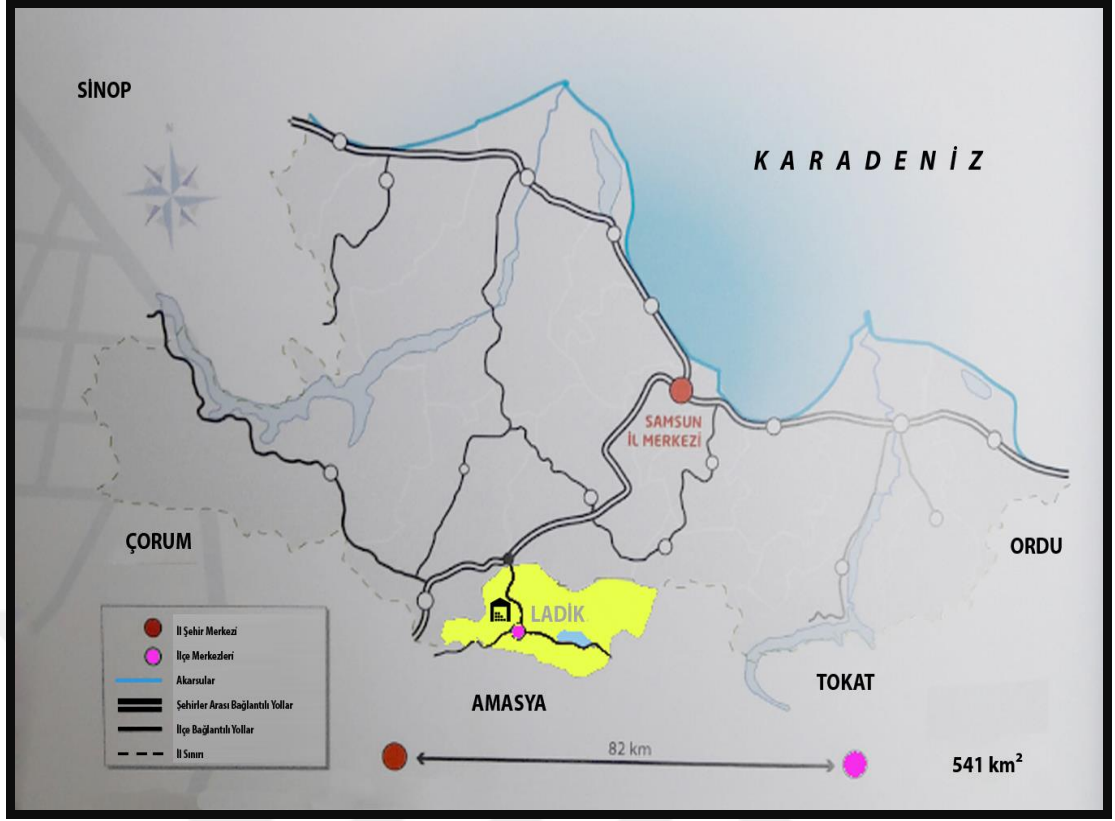 SİNOP
N
KARADENİZ
SAMSUN
İL MERKEZİ
ÇORUM
ORDU
LADİK
İl Şehir Merkezi
İlçe Merkezleri
Akarsular
Şehirler Arası Bağlantılı Yollar
İlçe Bağlantılı Yollar
İl Sınırı
AMASYA
TOKAT
82 km
541 km²